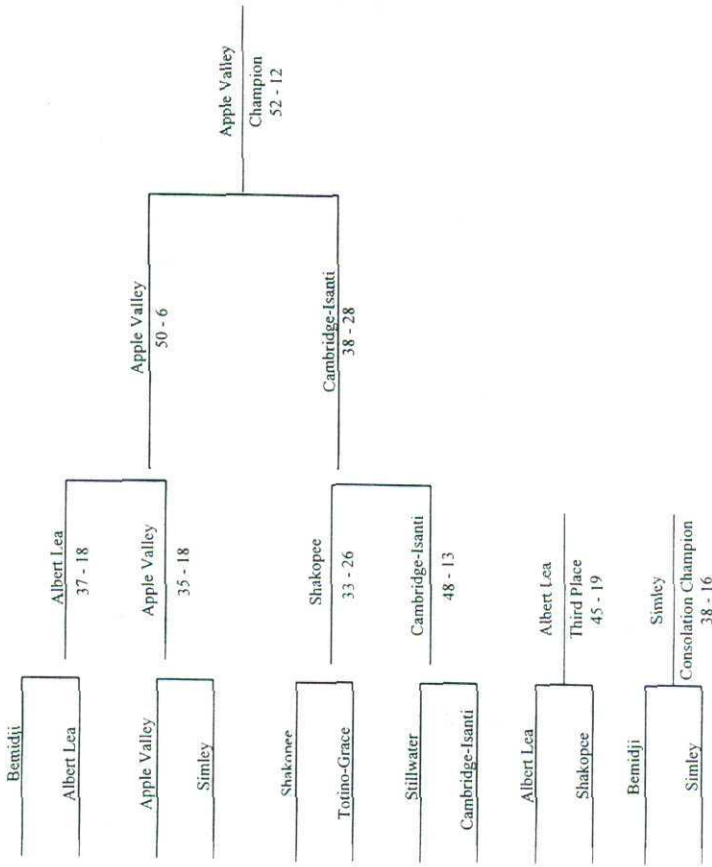 Bemidji
Albert Lea
Apple Valley
Simley
Shakopee
Totino-Grace
Stillwater
Cambridge-Isanti
Albert Lea
37 - 18
Apple Valley
35 - 18
Shakopee
33 - 26
Cambridge-Isanti
48 - 13
Apple Valley
50 - 6
Cambridge-Isanti
38 - 28
Apple Valley
Champion
52 - 12
Albert Lea
Shakopee
Albert Lea
Third Place
45 - 19
Bemidji
Simley
Simley
Consolation Champion
38 - 16